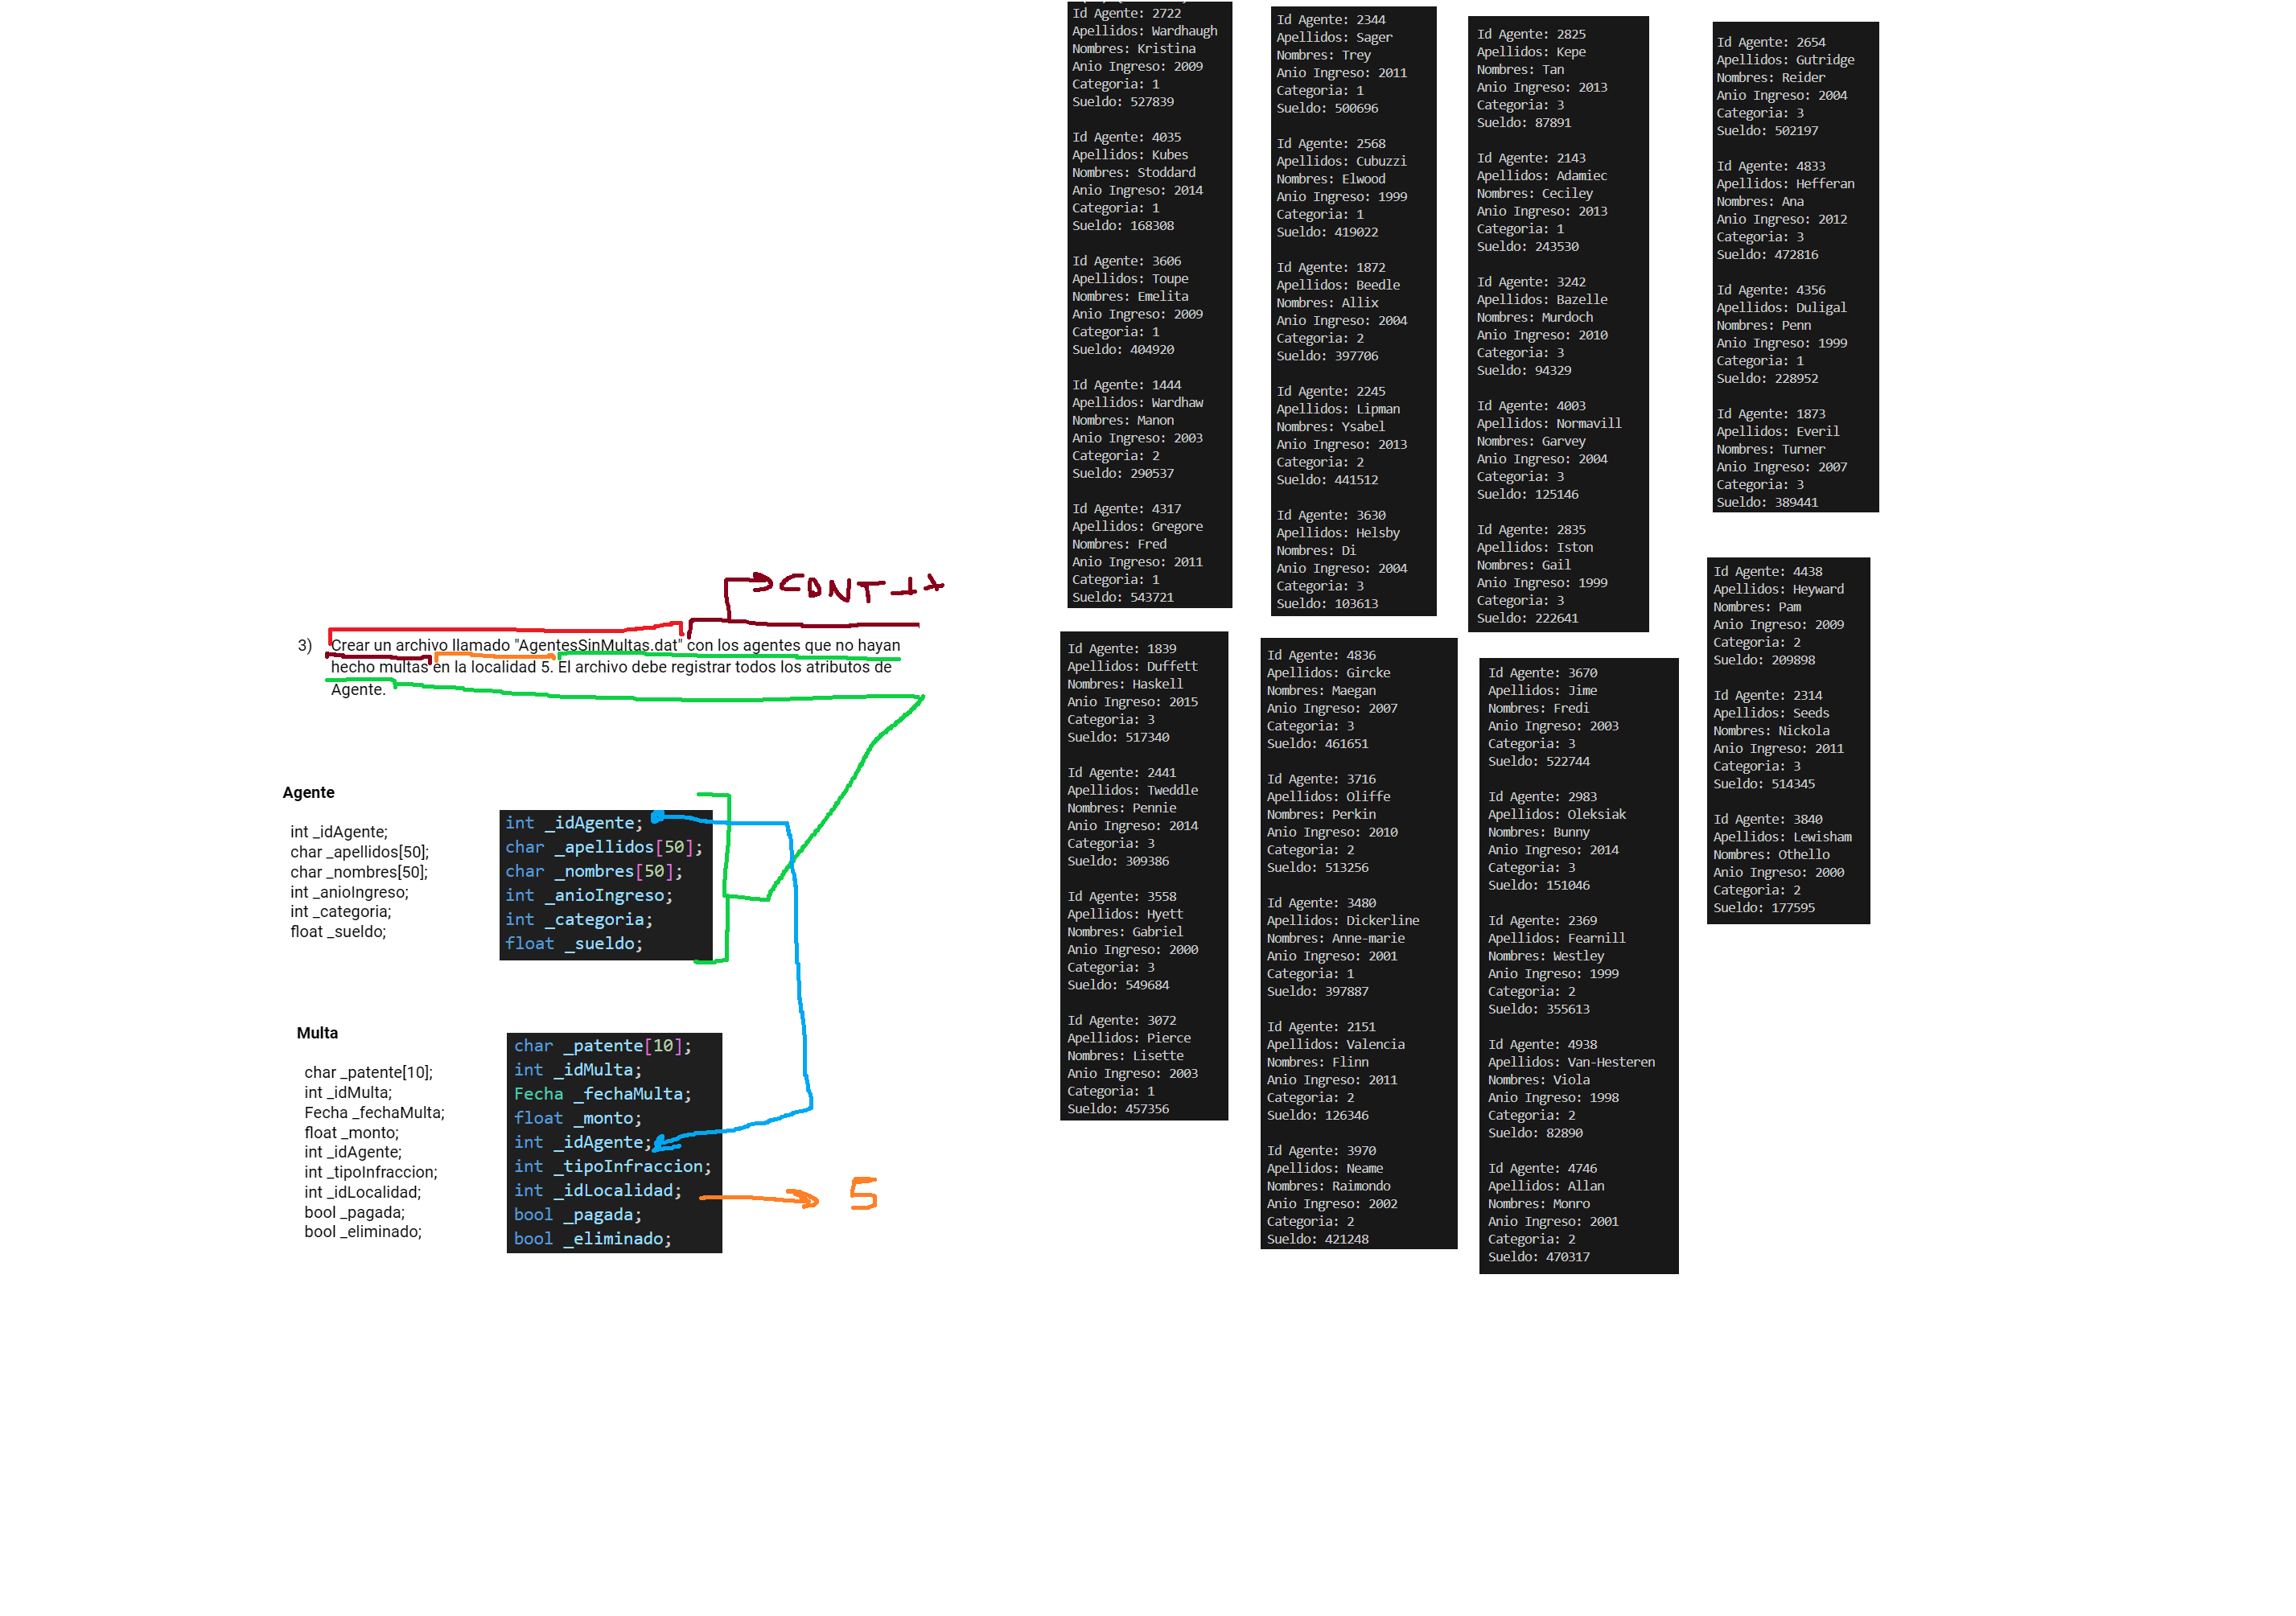 CONT ++
3) Crear un archivo llamado "AgentesSinMultas.dat" con los agentes que no hayan
hecho multas en la localidad 5. El archivo debe registrar todos los atributos de
Agente.
Agente
int _idAgente;
char _apellidos[50];
char _nombres[50];
int _anioIngreso;
int _categoria;
float _sueldo;
int _idAgente;
char _apellidos[50];
char _nombres[50];
int _anioIngreso;
int _categoria;
float _sueldo;
Multa
char _patente[10];
int _idMulta;
Fecha _fechaMulta;
float _monto;
int _idAgente;
int _tipoInfraccion;
int _idLocalidad;
bool _pagada;
bool _eliminado;
char _patente[10];
int _idMulta;
Fecha _fechaMulta;
float _monto;
int _idAgente;
int _tipoInfraccion;
int _idLocalidad;
bool _pagada;
bool _eliminado;
5
Id Agente: 2722
Apellidos: Wardhaugh
Nombres: Kristina
Anio Ingreso: 2009
Categoria: 1
Sueldo: 527839
Id Agente: 4035
Apellidos: Kubes
Nombres: Stoddard
Anio Ingreso: 2014
Categoria: 1
Sueldo: 168308
Id Agente: 3606
Apellidos: Toupe
Nombres: Emelita
Anio Ingreso: 2009
Categoria: 1
Sueldo: 404920
Id Agente: 1444
Apellidos: Wardhaw
Nombres: Manon
Anio Ingreso: 2003
Categoria: 2
Sueldo: 290537
Id Agente: 4317
Apellidos: Gregore
Nombres: Fred
Anio Ingreso: 2011
Categoria: 1
Sueldo: 543721
Id Agente: 2344
Apellidos: Sager
Nombres: Trey
Anio Ingreso: 2011
Categoria: 1
Sueldo: 500696
Id Agente: 2568
Apellidos: Cubuzzi
Nombres: Elwood
Anio Ingreso: 1999
Categoria: 1
Sueldo: 419022
Id Agente: 1872
Apellidos: Beedle
Nombres: Allix
Anio Ingreso: 2004
Categoria: 2
Sueldo: 397706
Id Agente: 2245
Apellidos: Lipman
Nombres: Ysabel
Anio Ingreso: 2013
Categoria: 2
Sueldo: 441512
Id Agente: 3630
Apellidos: Helsby
Nombres: Di
Anio Ingreso: 2004
Categoria: 3
Sueldo: 103613
Id Agente: 2825
Apellidos: Kepe
Nombres: Tan
Anio Ingreso: 2013
Categoria: 3
Sueldo: 87891
Id Agente: 2143
Apellidos: Adamiec
Nombres: Ceciley
Anio Ingreso: 2013
Categoria: 1
Sueldo: 243530
Id Agente: 3242
Apellidos: Bazelle
Nombres: Murdoch
Anio Ingreso: 2010
Categoria: 3
Sueldo: 94329
Id Agente: 4003
Apellidos: Normavill
Nombres: Garvey
Anio Ingreso: 2004
Categoria: 3
Sueldo: 125146
Id Agente: 2835
Apellidos: Iston
Nombres: Gail
Anio Ingreso: 1999
Categoria: 3
Sueldo: 222641
Id Agente: 2654
Apellidos: Gutridge
Nombres: Reider
Anio Ingreso: 2004
Categoria: 3
Sueldo: 502197
Id Agente: 4833
Apellidos: Hefferan
Nombres: Ana
Anio Ingreso: 2012
Categoria: 3
Sueldo: 472816
Id Agente: 4356
Apellidos: Duligal
Nombres: Penn
Anio Ingreso: 1999
Categoria: 1
Sueldo: 228952
Id Agente: 1873
Apellidos: Everil
Nombres: Turner
Anio Ingreso: 2007
Categoria: 3
Sueldo: 389441
Id Agente: 1839
Apellidos: Duffett
Nombres: Haskell
Anio Ingreso: 2015
Categoria: 3
Sueldo: 517340
Id Agente: 2441
Apellidos: Tweddle
Nombres: Pennie
Anio Ingreso: 2014
Categoria: 3
Sueldo: 309386
Id Agente: 3558
Apellidos: Hyett
Nombres: Gabriel
Anio Ingreso: 2000
Categoria: 3
Sueldo: 549684
Id Agente: 3072
Apellidos: Pierce
Nombres: Lisette
Anio Ingreso: 2003
Categoria: 1
Sueldo: 457356
Id Agente: 4836
Apellidos: Gircke
Nombres: Maegan
Anio Ingreso: 2007
Categoria: 3
Sueldo: 461651
Id Agente: 3716
Apellidos: Oliffe
Nombres: Perkin
Anio Ingreso: 2010
Categoria: 2
Sueldo: 513256
Id Agente: 3480
Apellidos: Dickerline
Nombres: Anne-marie
Anio Ingreso: 2001
Categoria: 1
Sueldo: 397887
Id Agente: 2151
Apellidos: Valencia
Nombres: Flinn
Anio Ingreso: 2011
Categoria: 2
Sueldo: 126346
Id Agente: 3970
Apellidos: Neame
Nombres: Raimondo
Anio Ingreso: 2002
Categoria: 2
Sueldo: 421248
Id Agente: 3670
Apellidos: Jime
Nombres: Fredi
Anio Ingreso: 2003
Categoria: 3
Sueldo: 522744
Id Agente: 2983
Apellidos: Oleksiak
Nombres: Bunny
Anio Ingreso: 2014
Categoria: 3
Sueldo: 151046
Id Agente: 2369
Apellidos: Fearnill
Nombres: Westley
Anio Ingreso: 1999
Categoria: 2
Sueldo: 355613
Id Agente: 4938
Apellidos: Van-Hesteren
Nombres: Viola
Anio Ingreso: 1998
Categoria: 2
Sueldo: 82890
Id Agente: 4746
Apellidos: Allan
Nombres: Monro
Anio Ingreso: 2001
Categoria: 2
Sueldo: 470317
Id Agente: 4438
Apellidos: Heyward
Nombres: Pam
Anio Ingreso: 2009
Categoria: 2
Sueldo: 209898
Id Agente: 2314
Apellidos: Seeds
Nombres: Nickola
Anio Ingreso: 2011
Categoria: 3
Sueldo: 514345
Id Agente: 3840
Apellidos: Lewisham
Nombres: Othello
Anio Ingreso: 2000
Categoria: 2
Sueldo: 177595